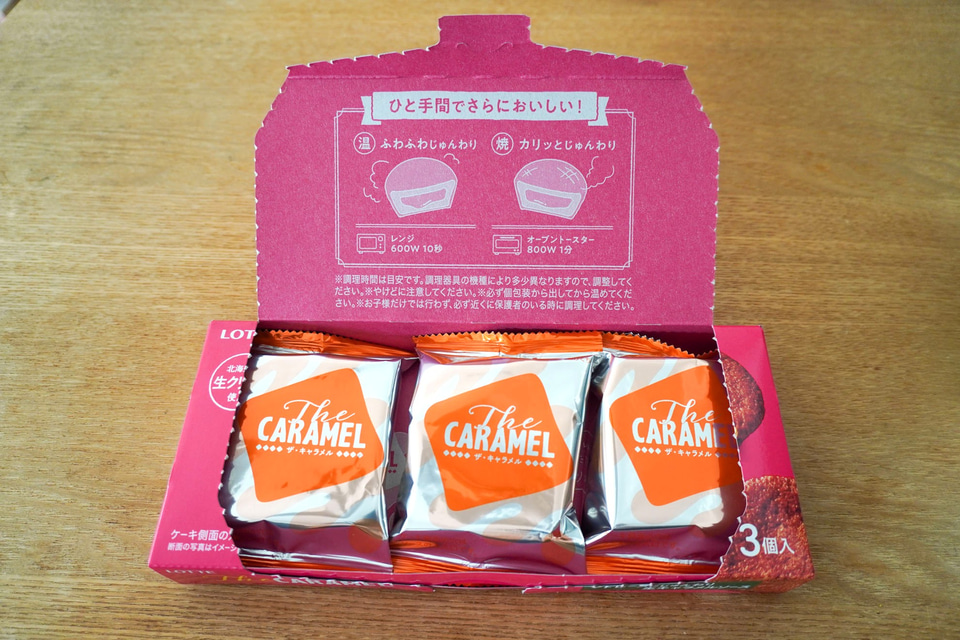 ひと手間でさらにおいしい!
温 ふわふわじゅんわり
焼 カリッとじゅんわり
レンジ
600W 10秒
オーブントースター
800W 1分
※調理時間は目安です。調理器具の機種により多少異なりますので、調整して
ください。※やけどに注意してください。※必ず個包装から出してから温めてくだ
さい。※お子様だけでは行わず、必ず近くに保護者のいる時に調理してください。
LOT
北海
生ク
使
The
CARAMEL
ザ・キャラメル
The
CARAMEL
ザ・キャラメル
The
CARAMEL
ザ・キャラメル
ケーキ側面の
断面の写真はイメージ
3個入